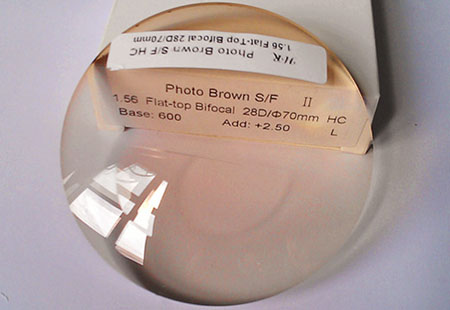 W·K Photo Brown S/F HC
1.56 Flat-Top Bifocal 28D/70mm
Photo Brown S/F II
1.56 Flat-top Bifocal 28D/Φ70mm HC
Base: 600 Add: +2.50 L